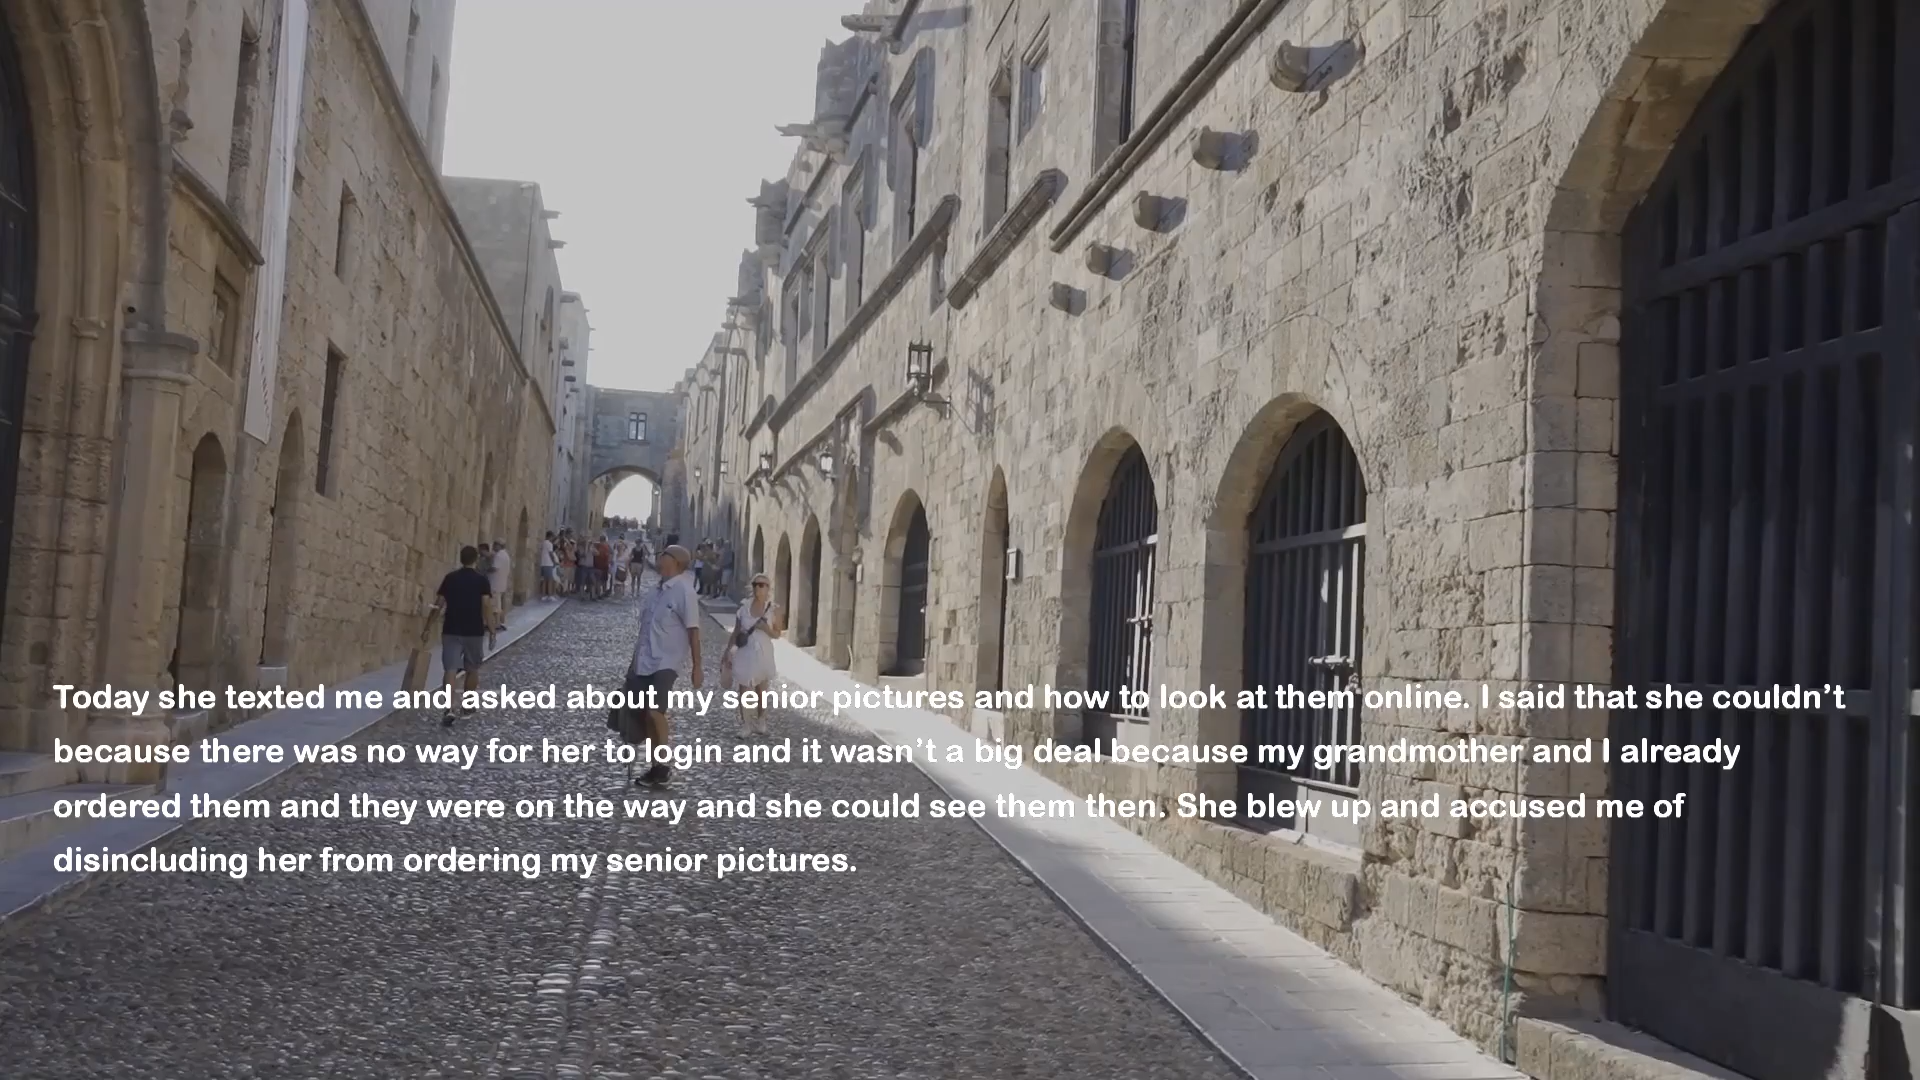 Today she texted me and asked about my senior pictures and how to look at them online. I said that she couldn’t
because there was no way for her to login and it wasn’t a big deal because my grandmother and I already
ordered them and they were on the way and she could see them then. She blew up and accused me of
disincluding her from ordering my senior pictures.